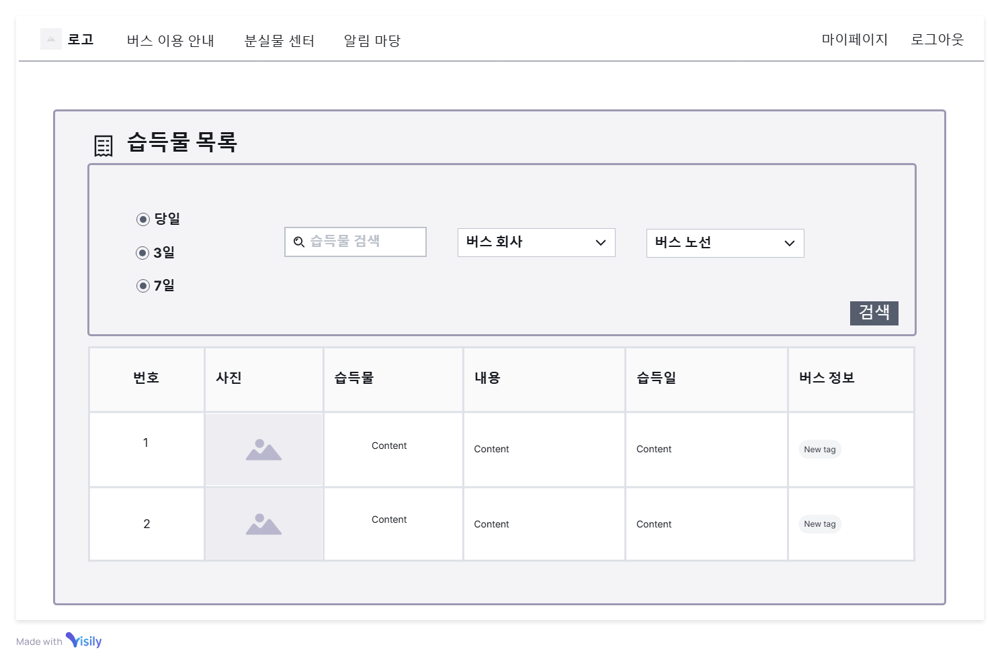 로고 버스 이용 안내 분실물 센터 알림 마당 마이페이지 로그아웃
습득물 목록
당일
3일
7일
습득물 검색 버스 회사 버스 노선
검색
번호 사진 습득물 내용 습득일 버스 정보
1 Content Content Content New tag
2 Content Content Content New tag
Made with Visily